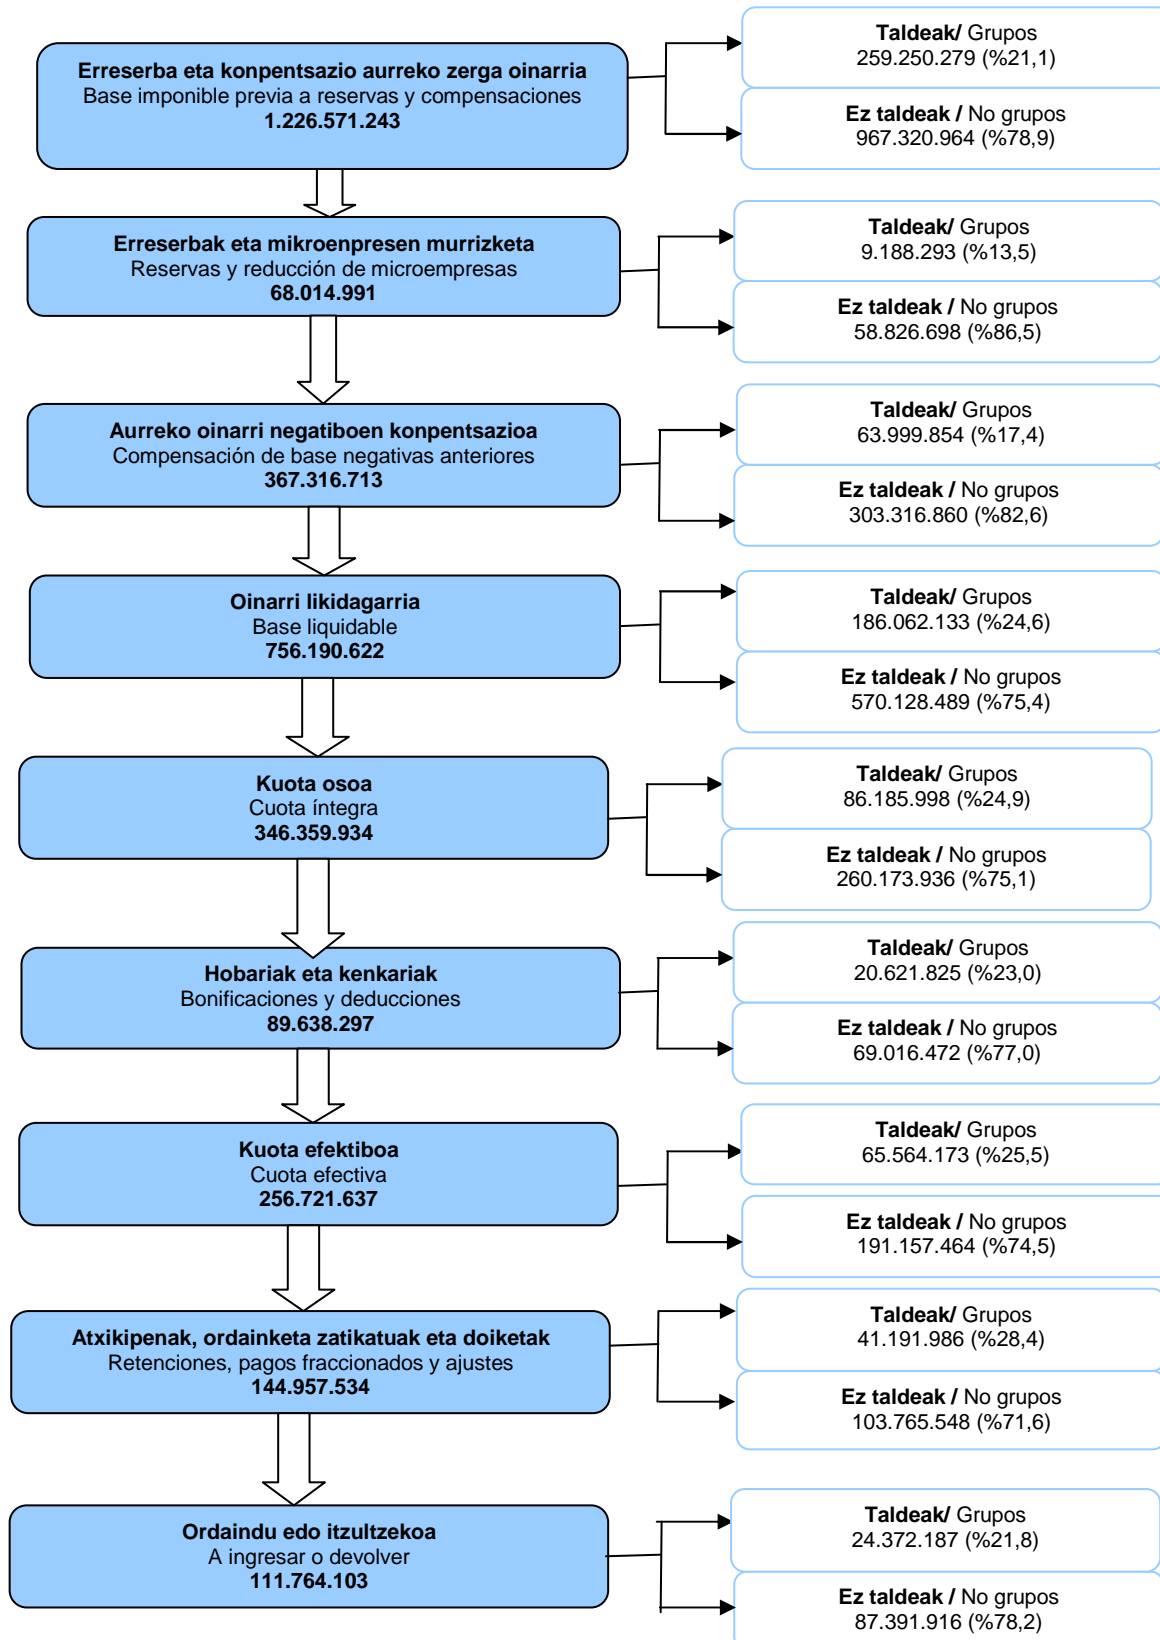 Erreserba eta konpentsazio aurreko zerga oinarria
Base imponible previa a reservas y compensaciones
1.226.571.243
Taldeak/ Grupos
259.250.279 (%21,1)
Ez taldeak / No grupos
967.320.964 (%78,9)
Erreserbak eta mikroenpresen murrizketa
Reservas y reducción de microempresas
68.014.991
Taldeak/ Grupos
9.188.293 (%13,5)
Ez taldeak / No grupos
58.826.698 (%86,5)
Aurreko oinarri negatiboen konpentsazioa
Compensación de base negativas anteriores
367.316.713
Taldeak/ Grupos
63.999.854 (%17,4)
Ez taldeak / No grupos
303.316.860 (%82,6)
Oinarri likidagarria
Base liquidable
756.190.622
Taldeak/ Grupos
186.062.133 (%24,6)
Ez taldeak / No grupos
570.128.489 (%75,4)
Kuota osoa
Cuota íntegra
346.359.934
Taldeak/ Grupos
86.185.998 (%24,9)
Ez taldeak / No grupos
260.173.936 (%75,1)
Hobariak eta kenkariak
Bonificaciones y deducciones
89.638.297
Taldeak/ Grupos
20.621.825 (%23,0)
Ez taldeak / No grupos
69.016.472 (%77,0)
Kuota efektiboa
Cuota efectiva
256.721.637
Taldeak/ Grupos
65.564.173 (%25,5)
Ez taldeak / No grupos
191.157.464 (%74,5)
Atxikipenak, ordainketa zatikatuak eta doiketak
Retenciones, pagos fraccionados y ajustes
144.957.534
Taldeak/ Grupos
41.191.986 (%28,4)
Ez taldeak / No grupos
103.765.548 (%71,6)
Ordaindu edo itzultzekoa
A ingresar o devolver
111.764.103
Taldeak/ Grupos
24.372.187 (%21,8)
Ez taldeak / No grupos
87.391.916 (%78,2)